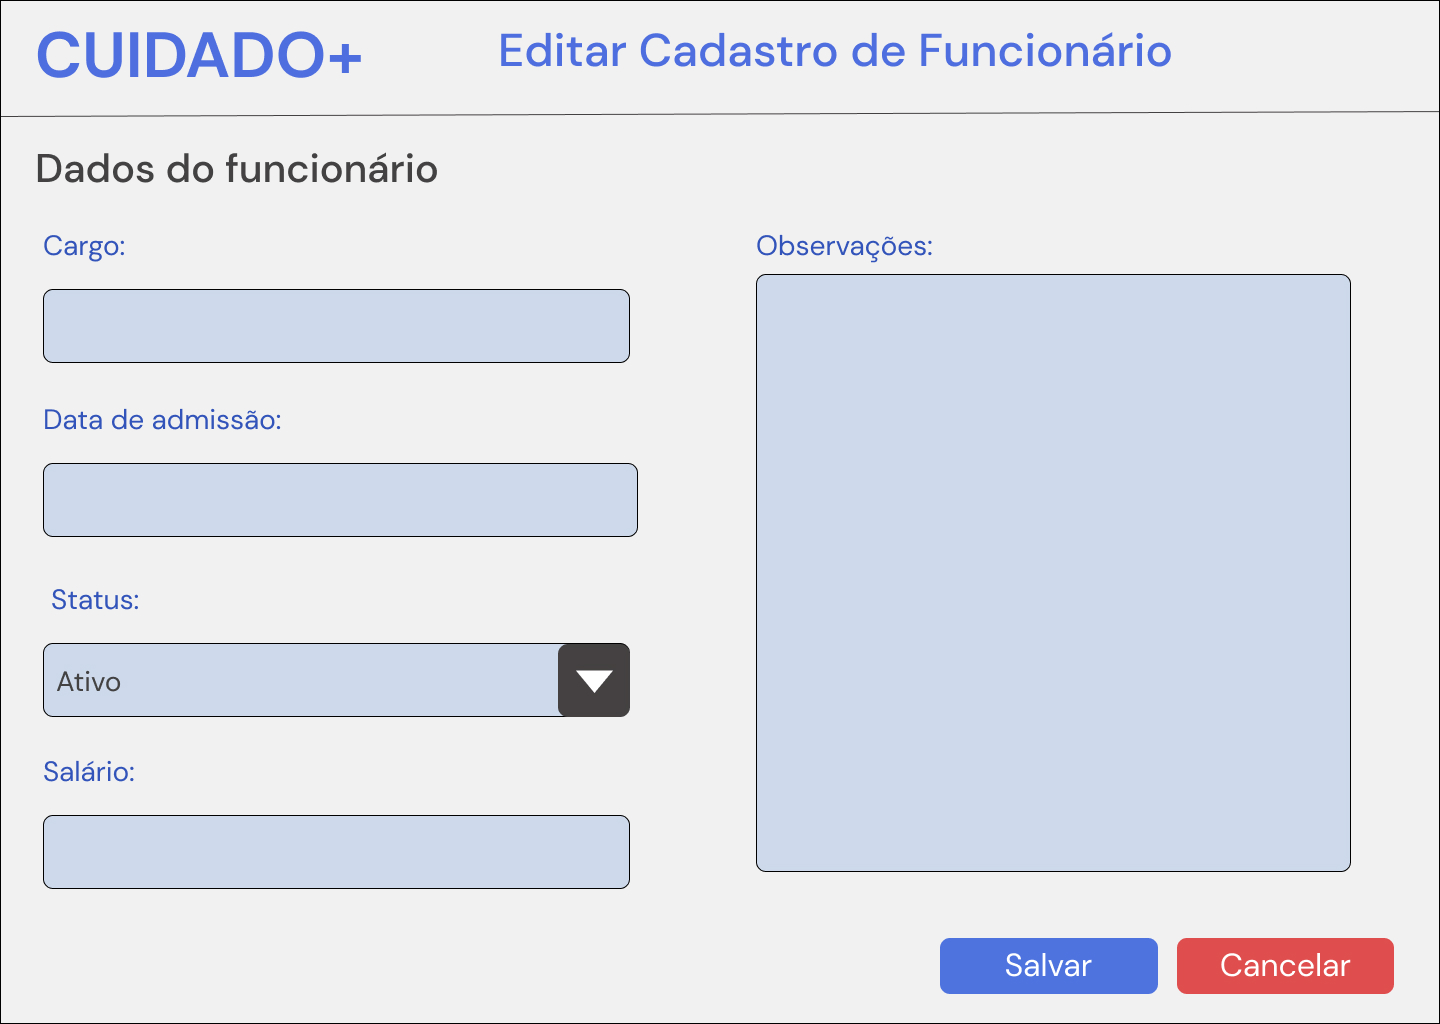 CUIDADO+
Editar Cadastro de Funcionário
Dados do funcionário
Cargo:
Data de admissão:
Status:
Ativo
Salário:
Observações:
Salvar
Cancelar